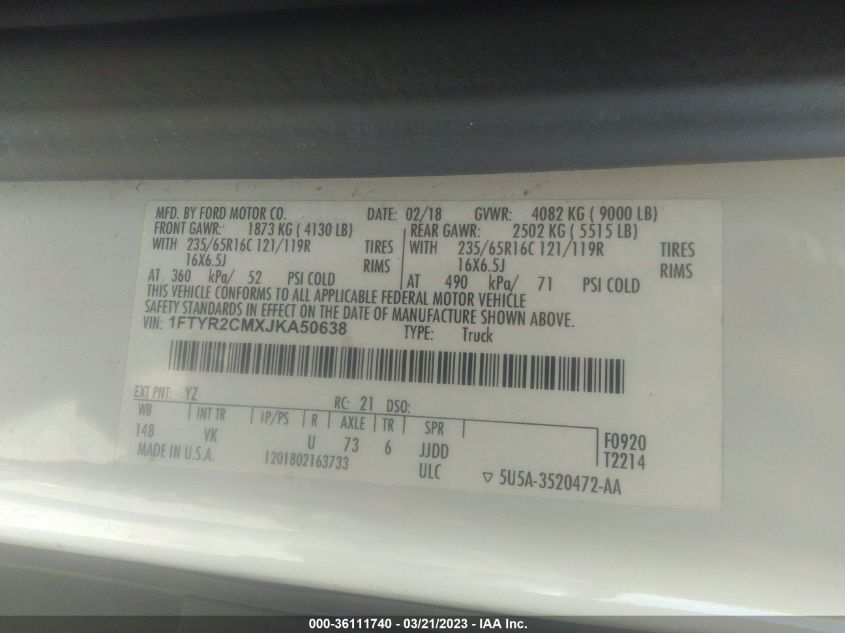 MFD. BY FORD MOTOR CO. DATE: 02/18 GVWR: 4082 KG ( 9000 LB)
FRONT GAWR: 1873 KG ( 4130 LB) REAR GAWR: 2502 KG ( 5515 LB)
WITH 235/65R16C 121/119R TIRES WITH 235/65R16C 121/119R TIRES
16X6.5J RIMS 16X6.5J RIMS
AT 360 kPa/ 52 PSI COLD AT 490 kPa/ 71 PSI COLD
THIS VEHICLE CONFORMS TO ALL APPLICABLE FEDERAL MOTOR VEHICLE
SAFETY STANDARDS IN EFFECT ON THE DATE OF MANUFACTURE SHOWN ABOVE.
VIN: 1FTYR2CMXJKA50638 TYPE: Truck
EXT PNT: YZ RC: 21 DSO:
WB INT TR TP/PS R AXLE TR SPR
148 VK U 73 6 JJDD F0920
MADE IN U.S.A. 1201802163733 ULC T2214
5U5A-3520472-AA
000-36111740 - 03/21/2023 - IAA Inc.